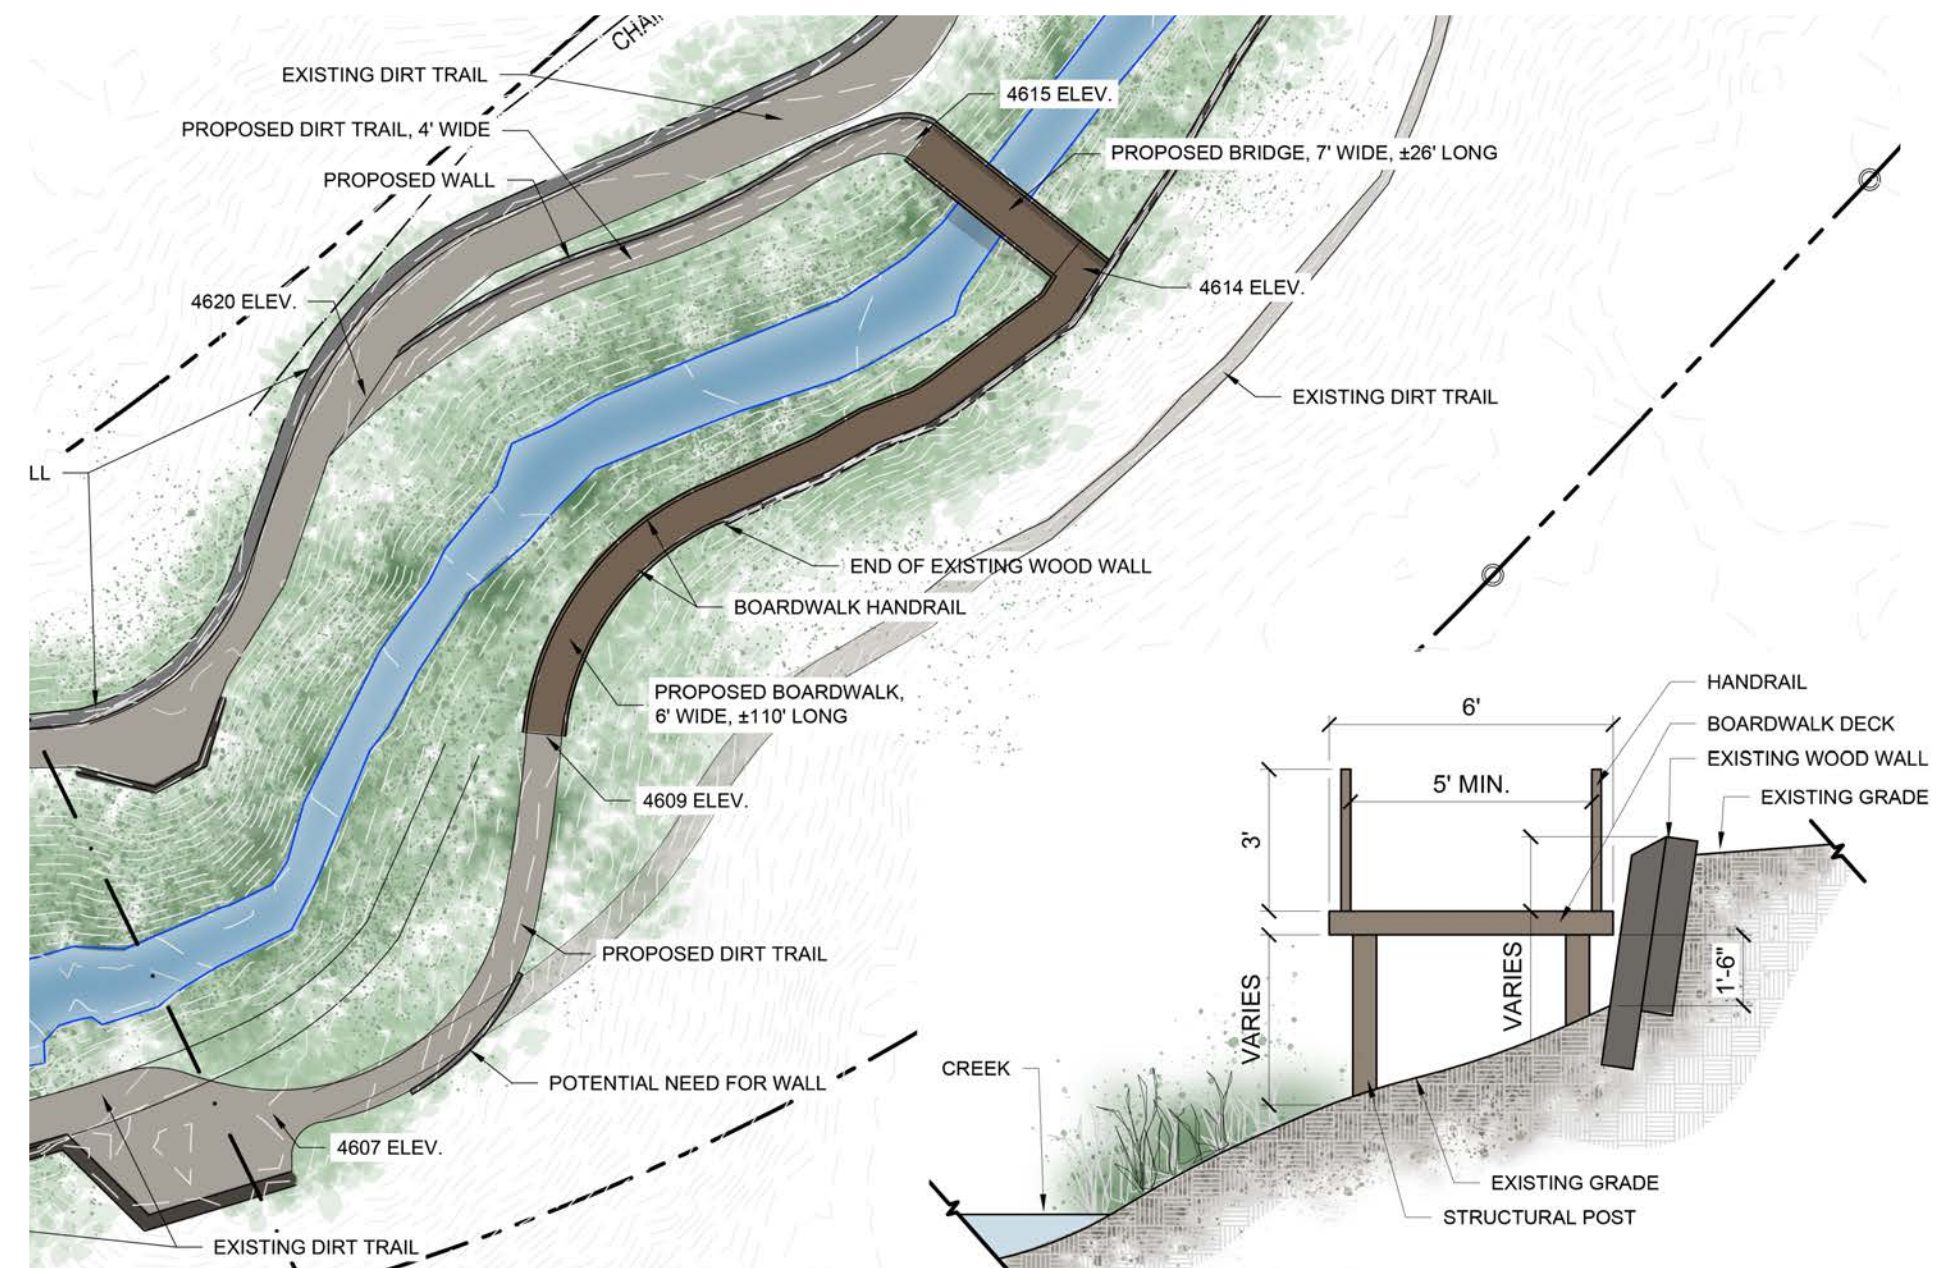 CHAI
EXISTING DIRT TRAIL
4615 ELEV.
PROPOSED DIRT TRAIL, 4' WIDE
PROPOSED BRIDGE, 7' WIDE, ±26' LONG
PROPOSED WALL
4620 ELEV.
4614 ELEV.
EXISTING DIRT TRAIL
LL
END OF EXISTING WOOD WALL
BOARDWALK HANDRAIL
PROPOSED BOARDWALK,
6' WIDE, ±110' LONG
4609 ELEV.
PROPOSED DIRT TRAIL
POTENTIAL NEED FOR WALL
4607 ELEV.
EXISTING DIRT TRAIL
HANDRAIL
6'
BOARDWALK DECK
EXISTING WOOD WALL
5' MIN.
EXISTING GRADE
3'
VARIES
VARIES
1'-6"
CREEK
EXISTING GRADE
STRUCTURAL POST